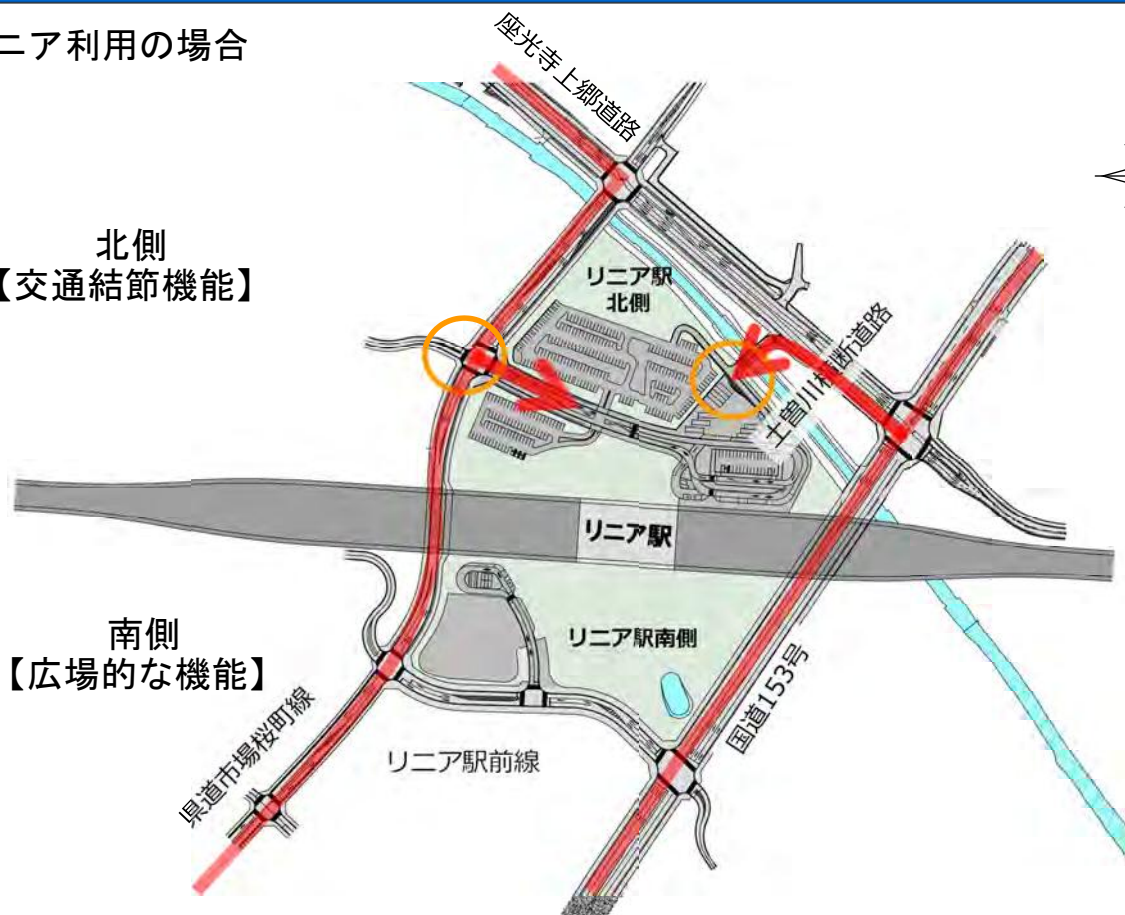 ニア利用の場合
座光寺上郷道路
北側
【交通結節機能】
リニア駅
北側
土曽川横断道路
リニア駅
南側
【広場的な機能】
リニア駅南側
国道153号
県道市場桜町線
リニア駅前線